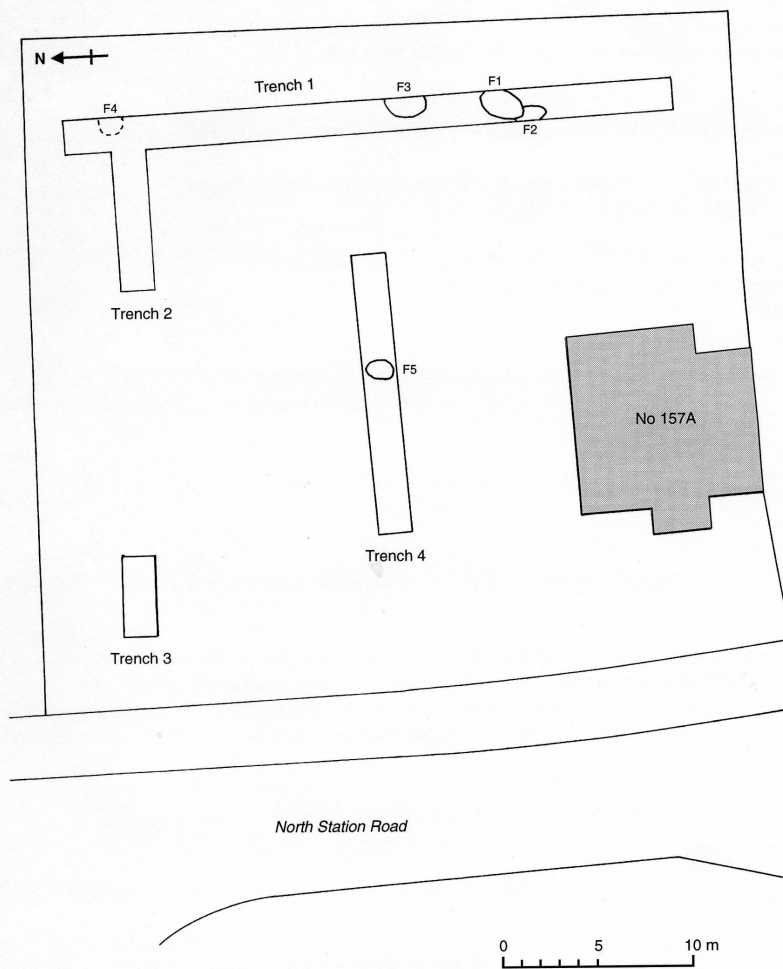 N
Trench 1
F4
F3
F1
F2
Trench 2
F5
No 157A
Trench 4
Trench 3
North Station Road
0 5 10 m